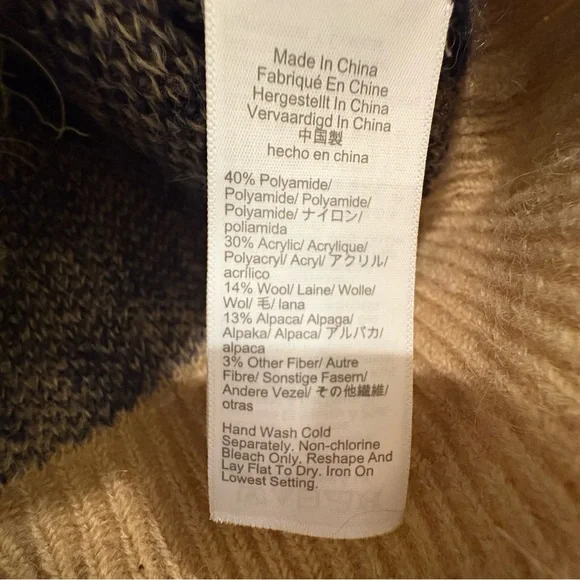 Made In China
Fabriqué En Chine
Hergestellt In China
Vervaardigd In China
中国製
hecho en china
40% Polyamide/
Polyamide/ Polyamide/
Polyamide/ ナイロン/
poliamida
30% Acrylic/ Acrylique/
Polyacryl/ Acryl/ アクリル/
acrílico
14% Wool/ Laine/ Wolle/
Wol/ 毛/ lana
13% Alpaca/ Alpaga/
Alpaka/ Alpaca/ アルパカ/
alpaca
3% Other Fiber/ Autre
Fibre/ Sonstige Fasern/
Andere Vezel/ その他繊維/
otras
Hand Wash Cold
Separately. Non-chlorine
Bleach Only. Reshape And
Lay Flat To Dry. Iron On
Lowest Setting.